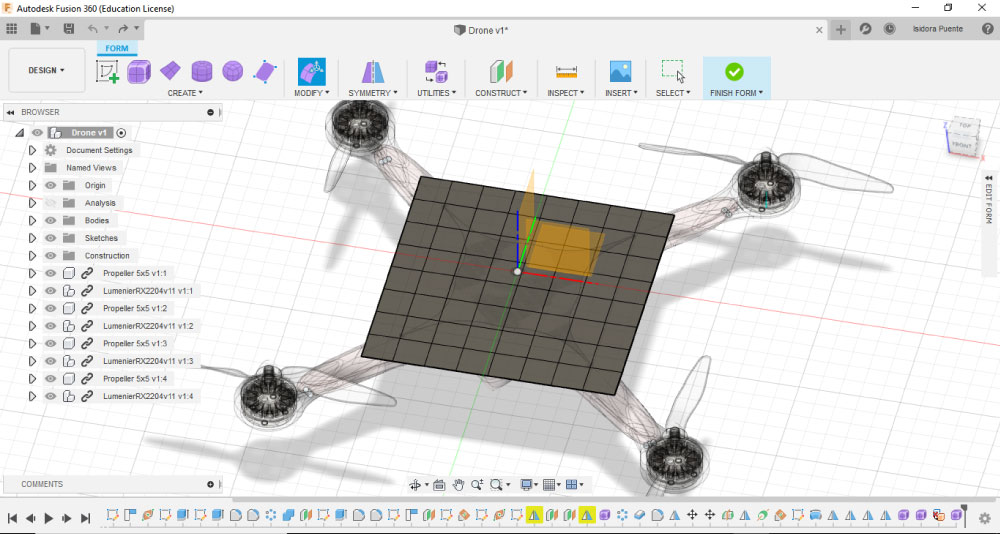 Autodesk Fusion 360 (Education License)
Drone v1*
Isidora Puente
FORM
DESIGN
CREATE
MODIFY
SYMMETRY
UTILITIES
CONSTRUCT
INSPECT
INSERT
SELECT
FINISH FORM
BROWSER
Drone v1
Document Settings
Named Views
Origin
Analysis
Bodies
Sketches
Construction
Propeller 5x5 v1:1
LumenierRX2204v11 v1:1
Propeller 5x5 v1:2
LumenierRX2204v11 v1:2
Propeller 5x5 v1:3
LumenierRX2204v11 v1:3
Propeller 5x5 v1:4
LumenierRX2204v11 v1:4
TOP
FRONT
EDIT FORM
COMMENTS